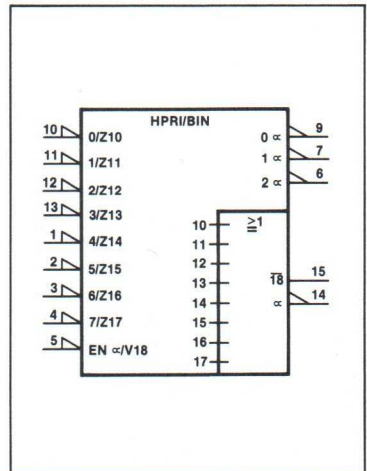 HPRI/BIN
10 0/Z10 0 ∝ 9
11 1/Z11 1 ∝ 7
12 2/Z12 2 ∝ 6
13 3/Z13
1 4/Z14 10 ≥1
2 5/Z15 11
3 6/Z16 12
4 7/Z17 13 1̅8̅ 15
5 EN ∝/V18 14 ∝ 14
15
16
17